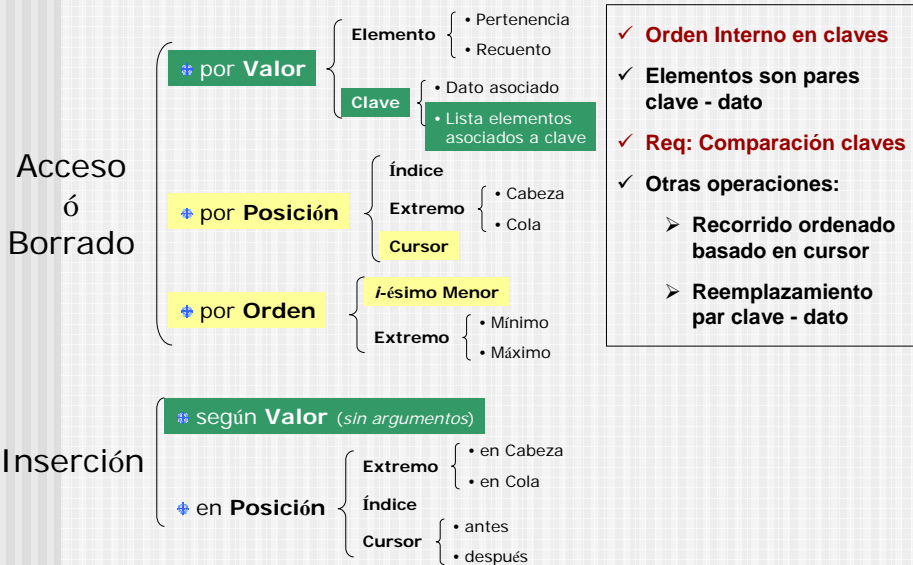 Acceso
ó
Borrado
por Valor
Elemento
• Pertenencia
• Recuento
Clave
• Dato asociado
• Lista elementos
asociados a clave
por Posición
Índice
Extremo
• Cabeza
• Cola
Cursor
por Orden
i-ésimo Menor
Extremo
• Mínimo
• Máximo
Inserción
según Valor (sin argumentos)
en Posición
Extremo
• en Cabeza
• en Cola
Índice
Cursor
• antes
• después
✓ Orden Interno en claves
✓ Elementos son pares
clave - dato
✓ Req: Comparación claves
✓ Otras operaciones:
➢ Recorrido ordenado
basado en cursor
➢ Reemplazamiento
par clave - dato